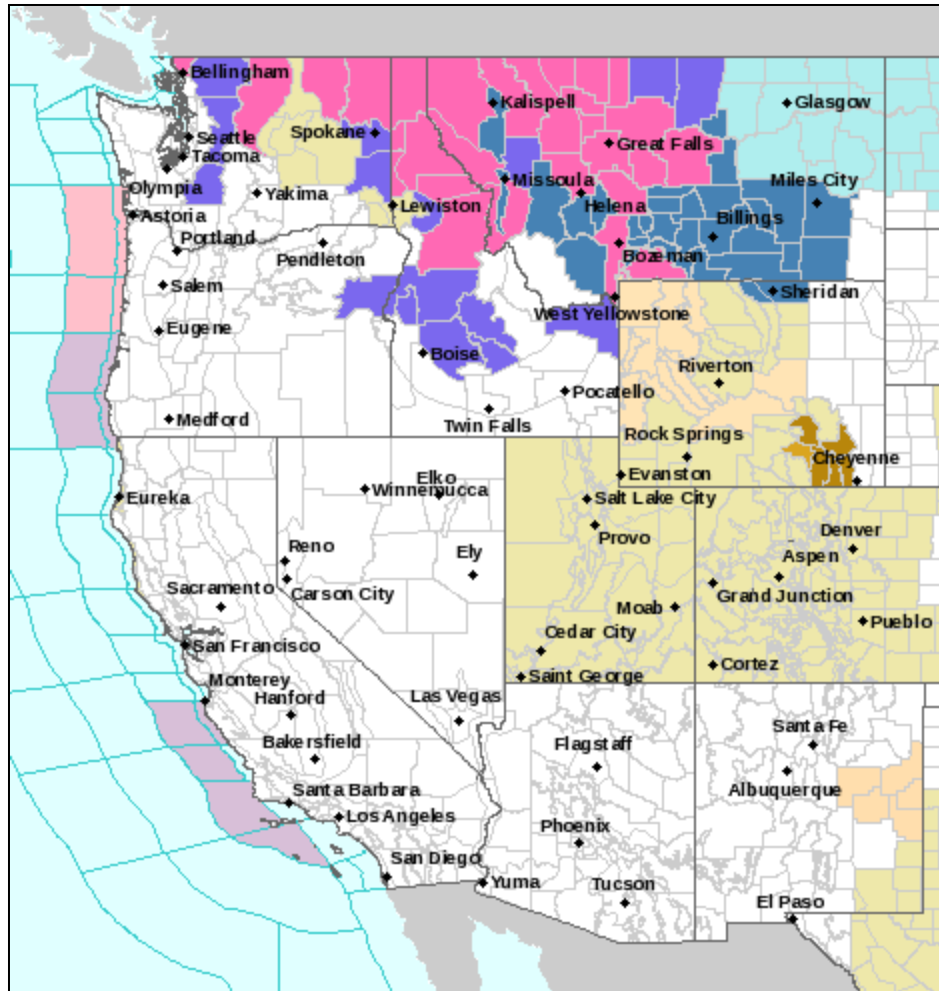 Bellingham
Kalispell
Glasgow
Spokane
Seattle
Great Falls
Tacoma
Olympia
Missoula
Miles City
Yakima
Lewiston
Helena
Astoria
Billings
Portland
Pendleton
Bozeman
Salem
Sheridan
West Yellowstone
Eugene
Boise
Riverton
Pocatello
Medford
Twin Falls
Rock Springs
Cheyenne
Evanston
Elko
Winnemucca
Eureka
Salt Lake City
Denver
Provo
Reno
Ely
Aspen
Carson City
Grand Junction
Sacramento
Moab
Pueblo
Cedar City
San Francisco
Cortez
Saint George
Monterey
Hanford
Las Vegas
Santa Fe
Bakersfield
Flagstaff
Albuquerque
Santa Barbara
Los Angeles
Phoenix
San Diego
Yuma
Tucson
El Paso